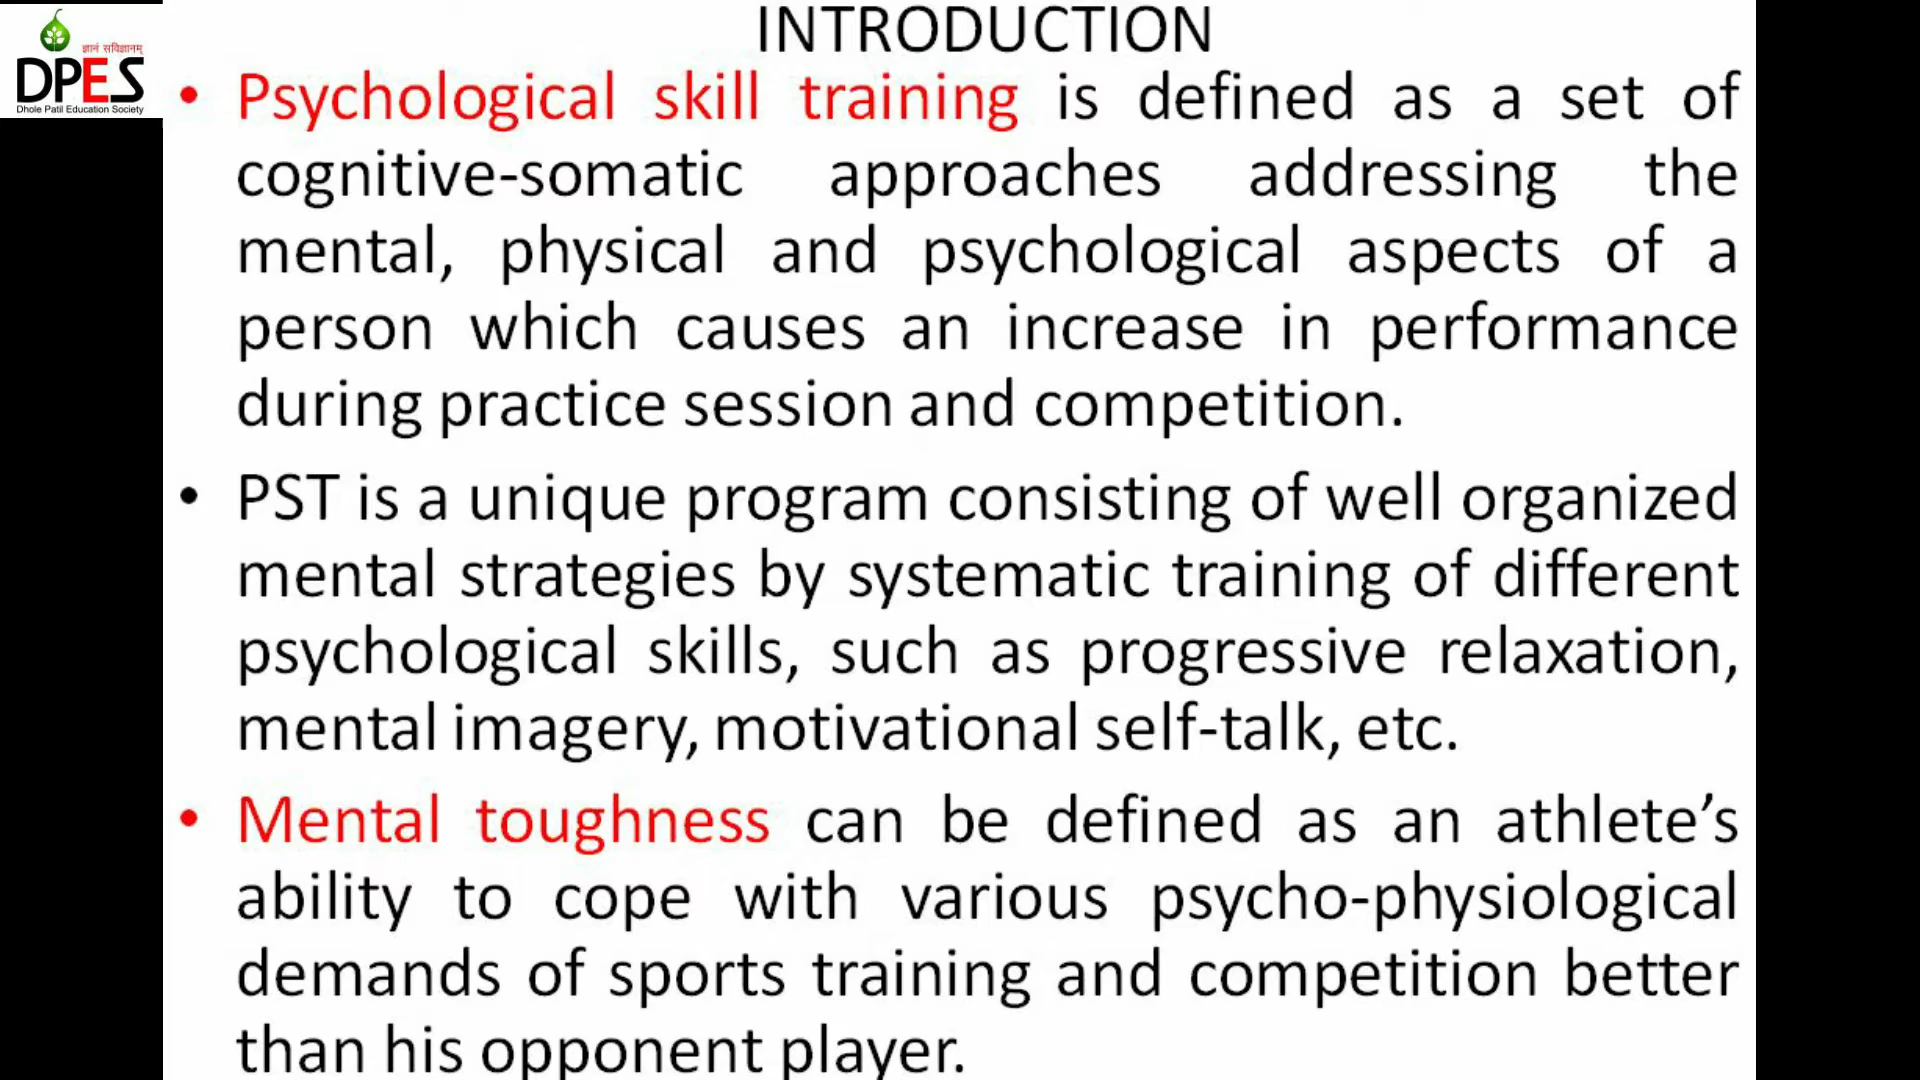 ज्ञानं सविज्ञानम्
DPES
Dhole Patil Education Society
INTRODUCTION
• Psychological skill training is defined as a set of
cognitive-somatic approaches addressing the
mental, physical and psychological aspects of a
person which causes an increase in performance
during practice session and competition.
• PST is a unique program consisting of well organized
mental strategies by systematic training of different
psychological skills, such as progressive relaxation,
mental imagery, motivational self-talk, etc.
• Mental toughness can be defined as an athlete’s
ability to cope with various psycho-physiological
demands of sports training and competition better
than his opponent player.